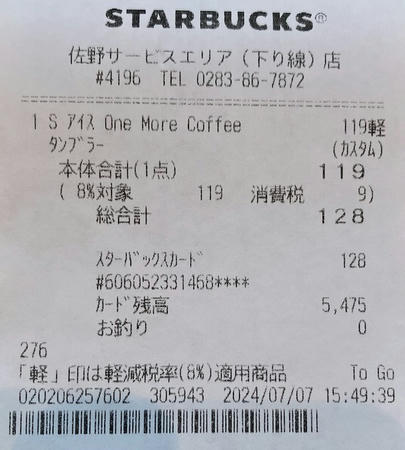 STARBUCKS®
佐野サービスエリア(下り線)店
#4196 TEL 0283-86-7872
1 S ｱｲｽ One More Coffee 119軽
ﾀﾝﾌﾞﾗｰ (ｶｽﾀﾑ)
本体合計(1点) 119
( 8%対象 119 消費税 9)
総合計 128
ｽﾀｰﾊﾞｯｸｽｶｰﾄﾞ 128
#606052331468****
ｶｰﾄﾞ残高 5,475
お釣り 0
276
「軽」印は軽減税率(8%)適用商品 To Go
020206257602 305943 2024/07/07 15:49:39